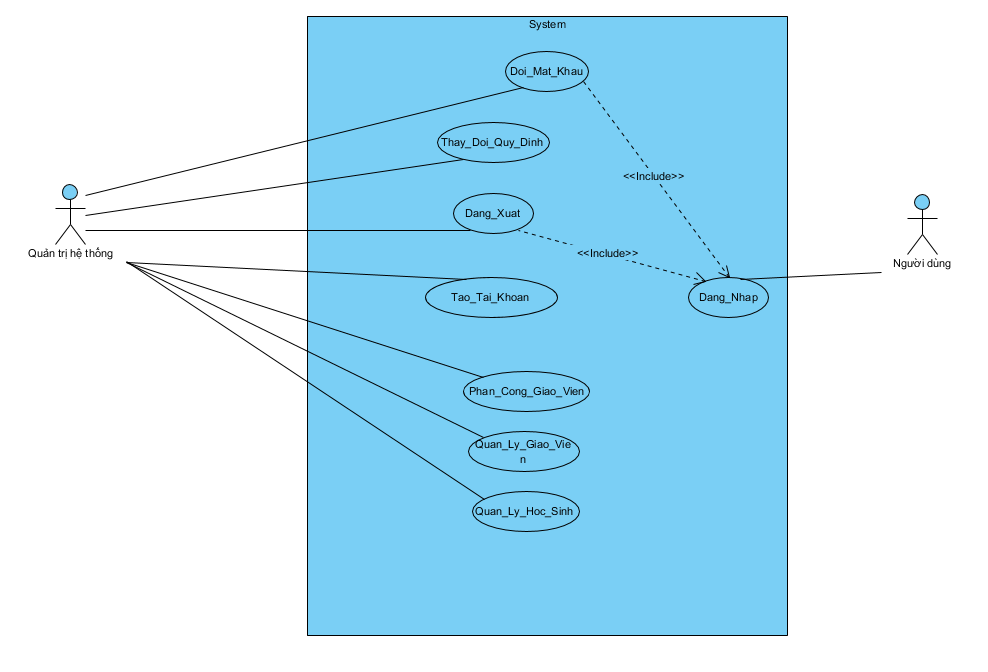 System
Doi_Mat_Khau
Thay_Doi_Quy_Dinh
<<Include>>
Dang_Xuat
Quản trị hệ thống
<<Include>>
Người dùng
Tao_Tai_Khoan
Dang_Nhap
Phan_Cong_Giao_Vien
Quan_Ly_Giao_Vie
n
Quan_Ly_Hoc_Sinh